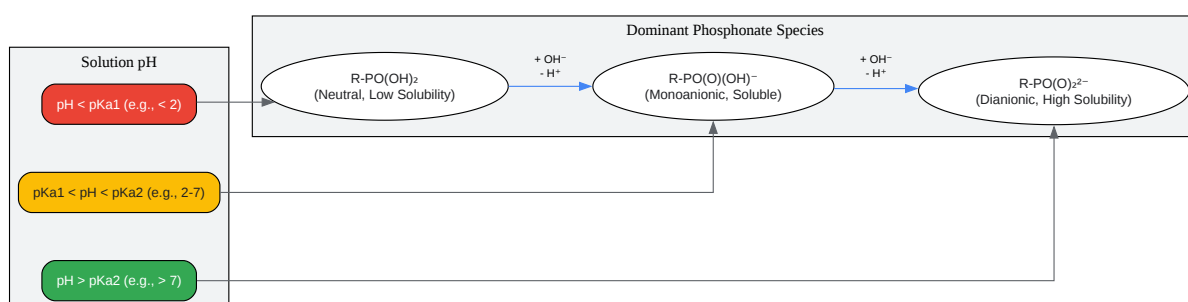 Dominant Phosphonate Species
Solution pH
R-PO(OH)₂
(Neutral, Low Solubility)
+ OH⁻
- H⁺
R-PO(O)(OH)⁻
(Monoanionic, Soluble)
+ OH⁻
- H⁺
R-PO(O)₂²⁻
(Dianionic, High Solubility)
pH < pKa1 (e.g., < 2)
pKa1 < pH < pKa2 (e.g., 2-7)
pH > pKa2 (e.g., > 7)